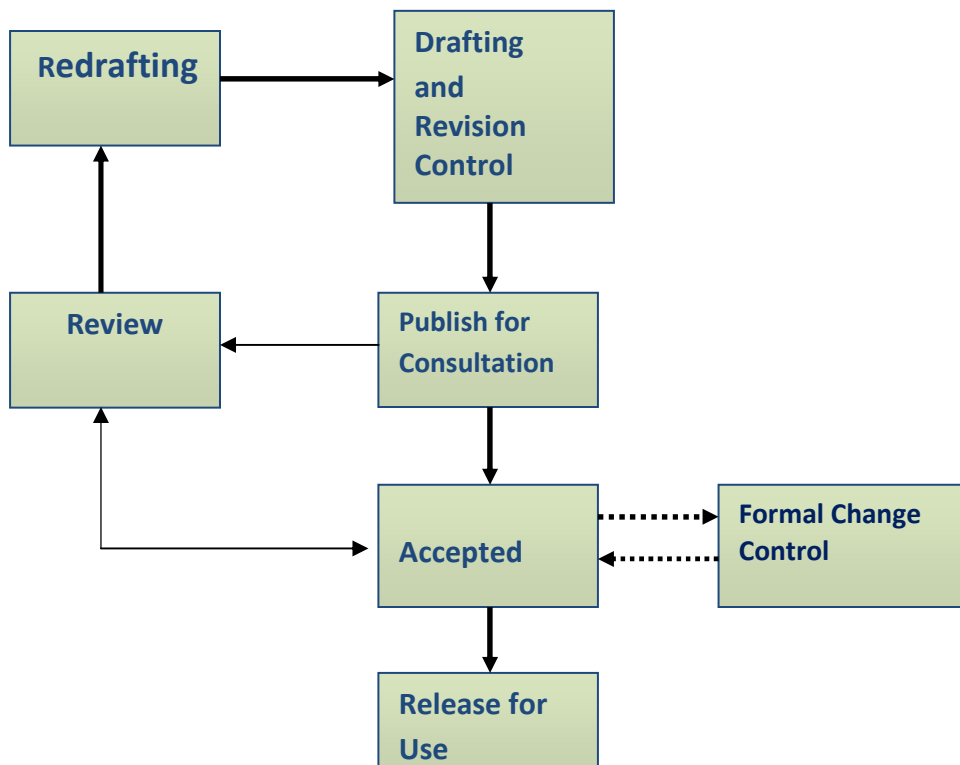 Redrafting
Drafting
and
Revision
Control
Review
Publish for
Consultation
Accepted
Formal Change
Control
Release for
Use